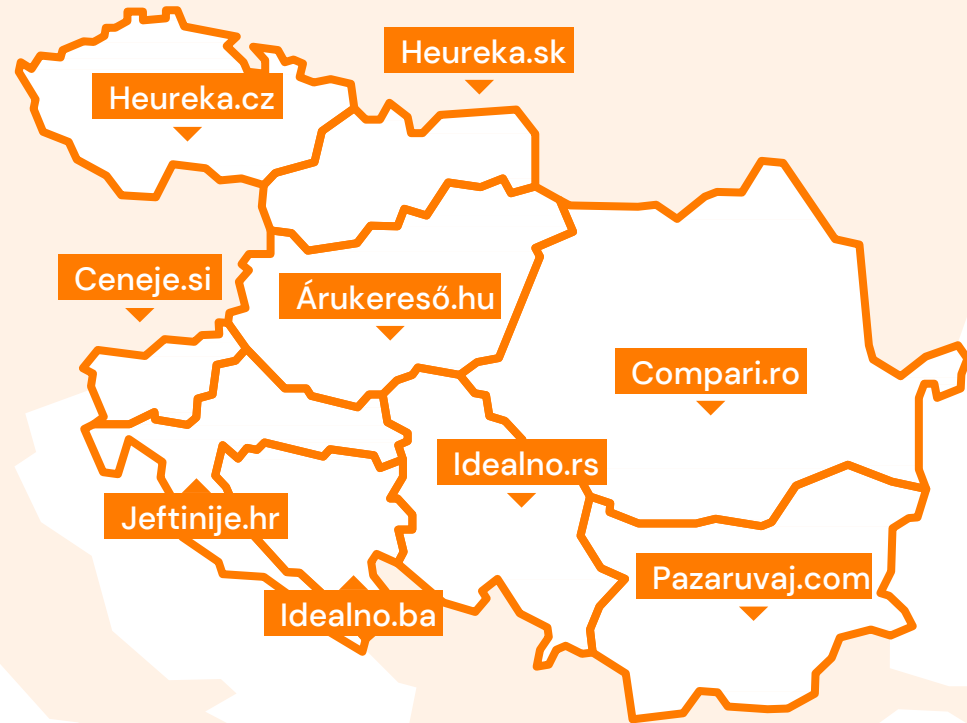 Heureka.sk
Heureka.cz
Ceneje.si
Árukereső.hu
Compari.ro
Idealno.rs
Jeftinije.hr
Pazaruvaj.com
Idealno.ba